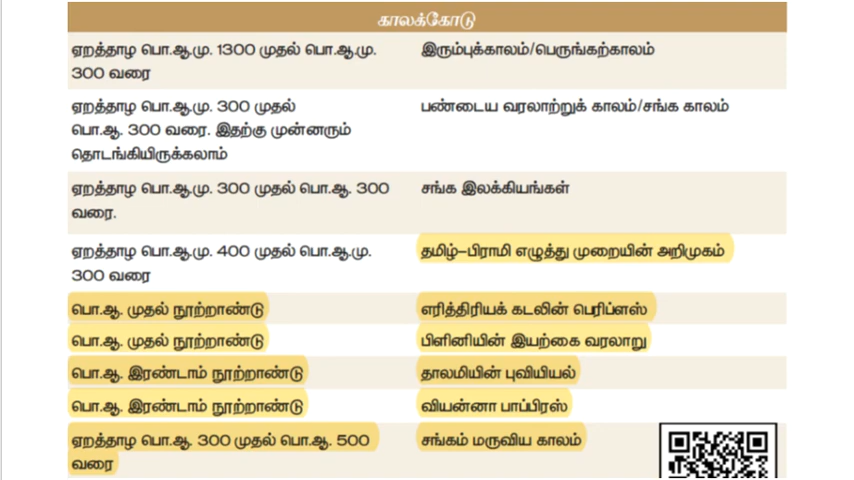 காலக்கோடு
ஏறத்தாழ பொ.ஆ.மு. 1300 முதல் பொ.ஆ.மு. இரும்புக்காலம்/பெருங்கற்காலம்
300 வரை
ஏறத்தாழ பொ.ஆ.மு. 300 முதல் பண்டைய வரலாற்றுக் காலம்/சங்க காலம்
பொ.ஆ. 300 வரை. இதற்கு முன்னரும்
தொடங்கியிருக்கலாம்
ஏறத்தாழ பொ.ஆ.மு. 300 முதல் பொ.ஆ. 300 சங்க இலக்கியங்கள்
வரை.
ஏறத்தாழ பொ.ஆ.மு. 400 முதல் பொ.ஆ.மு. தமிழ்–பிராமி எழுத்து முறையின் அறிமுகம்
300 வரை
பொ.ஆ. முதல் நூற்றாண்டு எரித்திரியக் கடலின் பெரிப்ளஸ்
பொ.ஆ. முதல் நூற்றாண்டு பிளினியின் இயற்கை வரலாறு
பொ.ஆ. இரண்டாம் நூற்றாண்டு தாலமியின் புவியியல்
பொ.ஆ. இரண்டாம் நூற்றாண்டு வியன்னா பாப்பிரஸ்
ஏறத்தாழ பொ.ஆ. 300 முதல் பொ.ஆ. 500 சங்கம் மருவிய காலம்
வரை